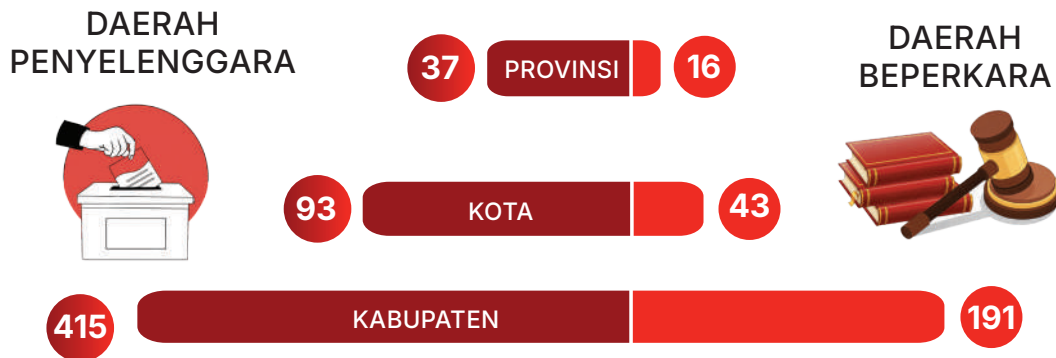 DAERAH
PENYELENGGARA
DAERAH
BEPERKARA
37 PROVINSI 16
93 KOTA 43
415 KABUPATEN 191